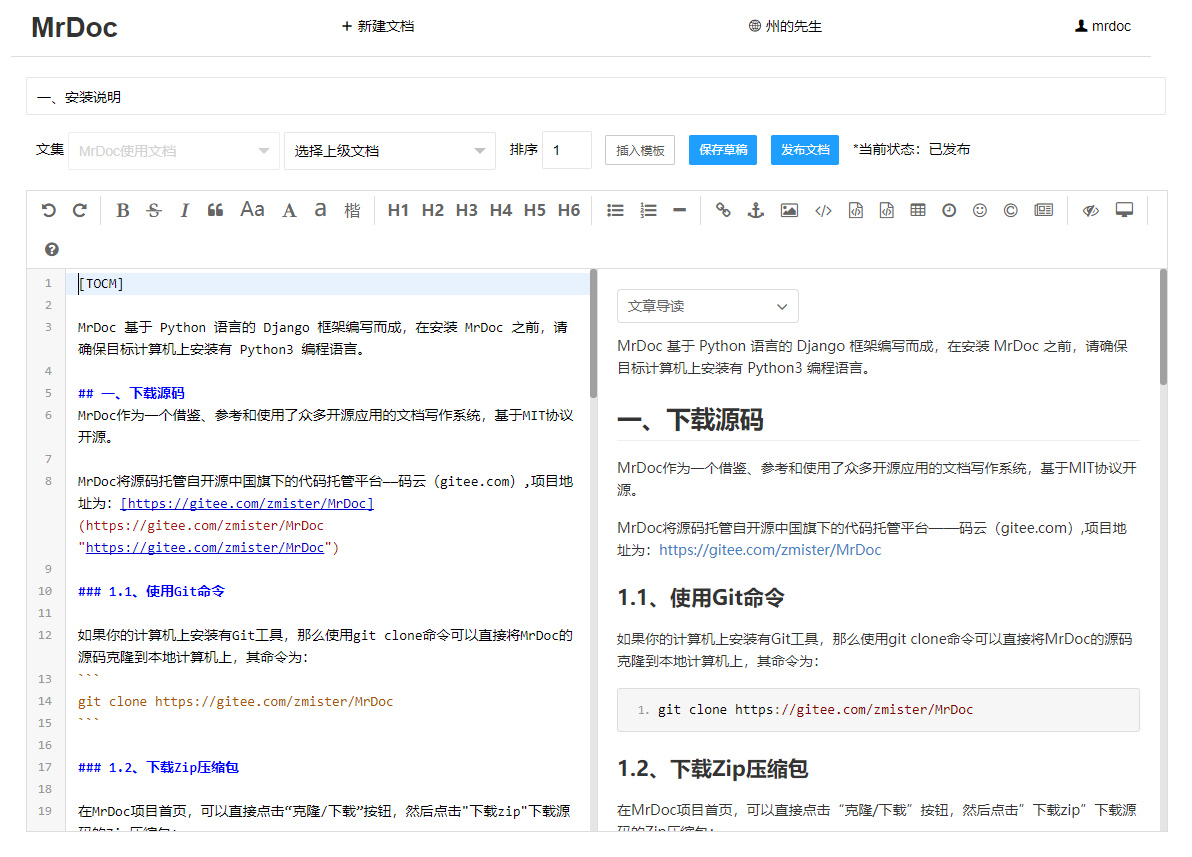 MrDoc
+ 新建文档
州的先生
mrdoc
一、安装说明
文集 MrDoc使用文档 选择上级文档 排序 1 插入模板 保存草稿 发布文档 *当前状态：已发布
B S I Aa A a 楷 H1 H2 H3 H4 H5 H6
1 [TOCM]
2
3 MrDoc 基于 Python 语言的 Django 框架编写而成，在安装 MrDoc 之前，请
确保目标计算机上安装有 Python3 编程语言。
4
5 ## 一、下载源码
6 MrDoc作为一个借鉴、参考和使用了众多开源应用的文档写作系统，基于MIT协议
开源。
7
8 MrDoc将源码托管自开源中国旗下的代码托管平台——码云（gitee.com）,项目地
址为：[https://gitee.com/zmister/MrDoc]
(https://gitee.com/zmister/MrDoc
"https://gitee.com/zmister/MrDoc")
9
10 ### 1.1、使用Git命令
11
12 如果你的计算机上安装有Git工具，那么使用git clone命令可以直接将MrDoc的
源码克隆到本地计算机上，其命令为：
13 ```
14 git clone https://gitee.com/zmister/MrDoc
15 ```
16
17 ### 1.2、下载Zip压缩包
18
19 在MrDoc项目首页，可以直接点击“克隆/下载”按钮，然后点击"下载zip"下载源
码的Zip压缩包：
文章导读
MrDoc 基于 Python 语言的 Django 框架编写而成，在安装 MrDoc 之前，请确保
目标计算机上安装有 Python3 编程语言。
一、下载源码
MrDoc作为一个借鉴、参考和使用了众多开源应用的文档写作系统，基于MIT协议开
源。
MrDoc将源码托管自开源中国旗下的代码托管平台——码云（gitee.com）,项目地
址为：https://gitee.com/zmister/MrDoc
1.1、使用Git命令
如果你的计算机上安装有Git工具，那么使用git clone命令可以直接将MrDoc的源码
克隆到本地计算机上，其命令为：
1. git clone https://gitee.com/zmister/MrDoc
1.2、下载Zip压缩包
在MrDoc项目首页，可以直接点击“克隆/下载”按钮，然后点击”下载zip”下载源
码的Zip压缩包：